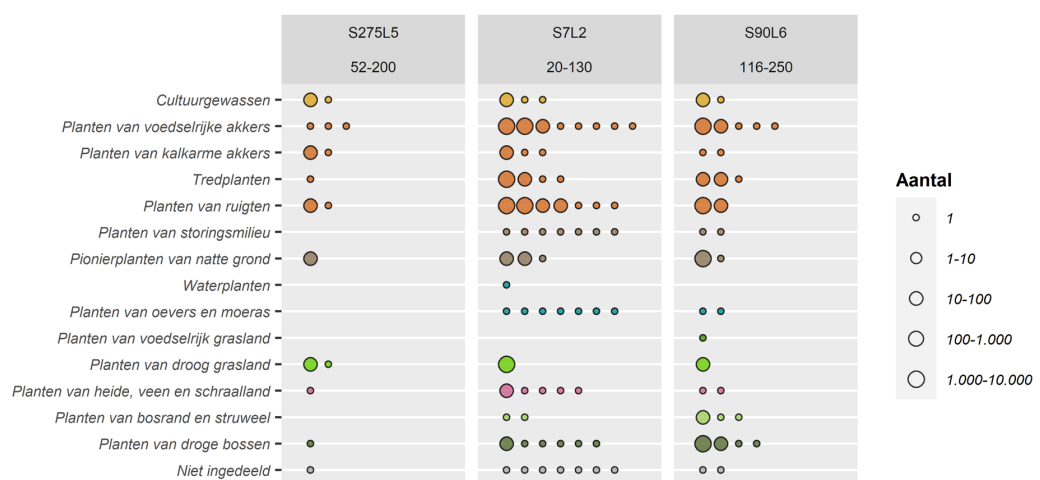 S275L5 S7L2 S90L6
52-200 20-130 116-250
Cultuurgewassen
Planten van voedselrijke akkers
Planten van kalkarme akkers
Tredplanten
Planten van ruigten
Planten van storingsmilieu
Pionierplanten van natte grond
Waterplanten
Planten van oevers en moeras
Planten van voedselrijk grasland
Planten van droog grasland
Planten van heide, veen en schraalland
Planten van bosrand en struweel
Planten van droge bossen
Niet ingedeeld
Aantal
1
1-10
10-100
100-1.000
1.000-10.000